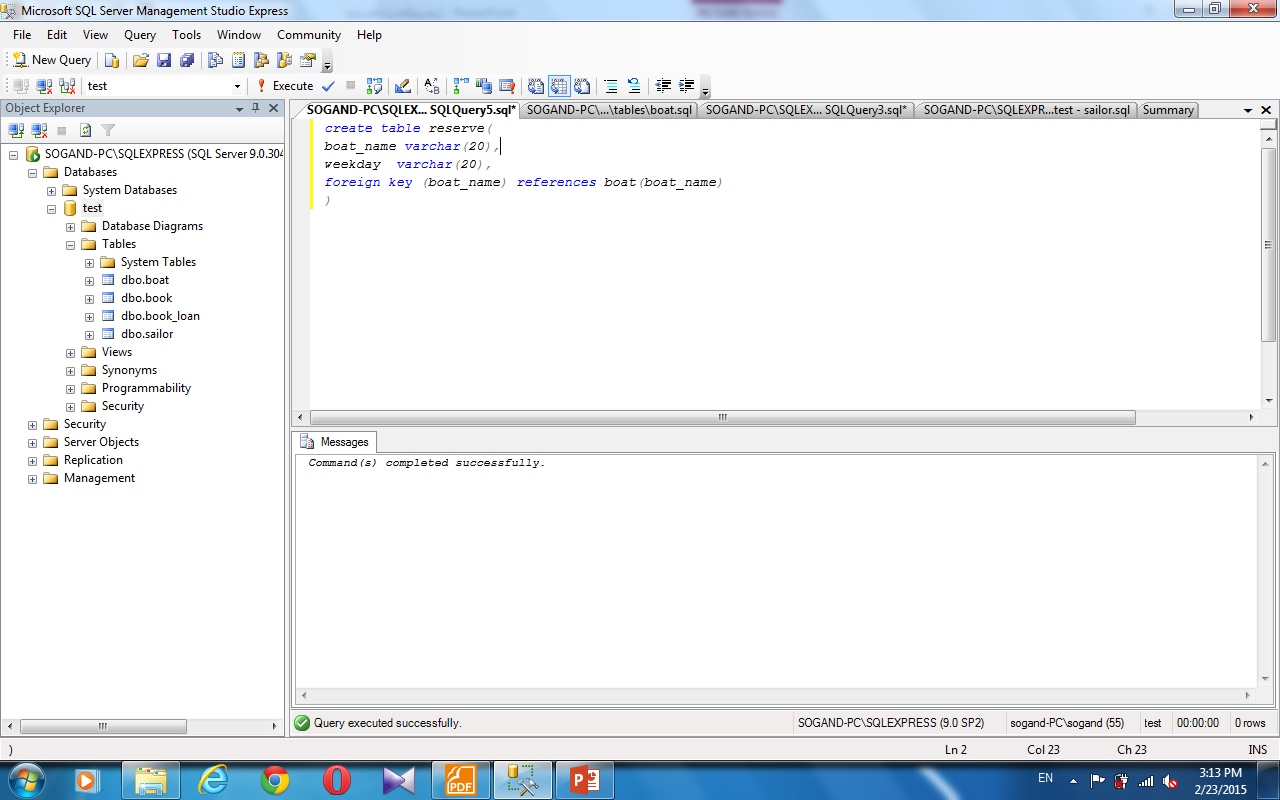 Microsoft SQL Server Management Studio Express
File Edit View Query Tools Window Community Help
New Query
test Execute
Object Explorer
SOGAND-PC\SQLEXPRESS (SQL Server 9.0.304
Databases
System Databases
test
Database Diagrams
Tables
System Tables
dbo.boat
dbo.book
dbo.book_loan
dbo.sailor
Views
Synonyms
Programmability
Security
Security
Server Objects
Replication
Management
SOGAND-PC\SQLEX... SQLQuery5.sql* SOGAND-PC\...\tables\boat.sql SOGAND-PC\SQLEX... SQLQuery3.sql* SOGAND-PC\SQLEXPR...test - sailor.sql Summary
create table reserve(
boat_name varchar(20),
weekday varchar(20),
foreign key (boat_name) references boat(boat_name)
)
Messages
Command(s) completed successfully.
Query executed successfully. SOGAND-PC\SQLEXPRESS (9.0 SP2) sogand-PC\sogand (55) test 00:00:00 0 rows
) Ln 2 Col 23 Ch 23 INS
PDF
EN 3:13 PM
2/23/2015